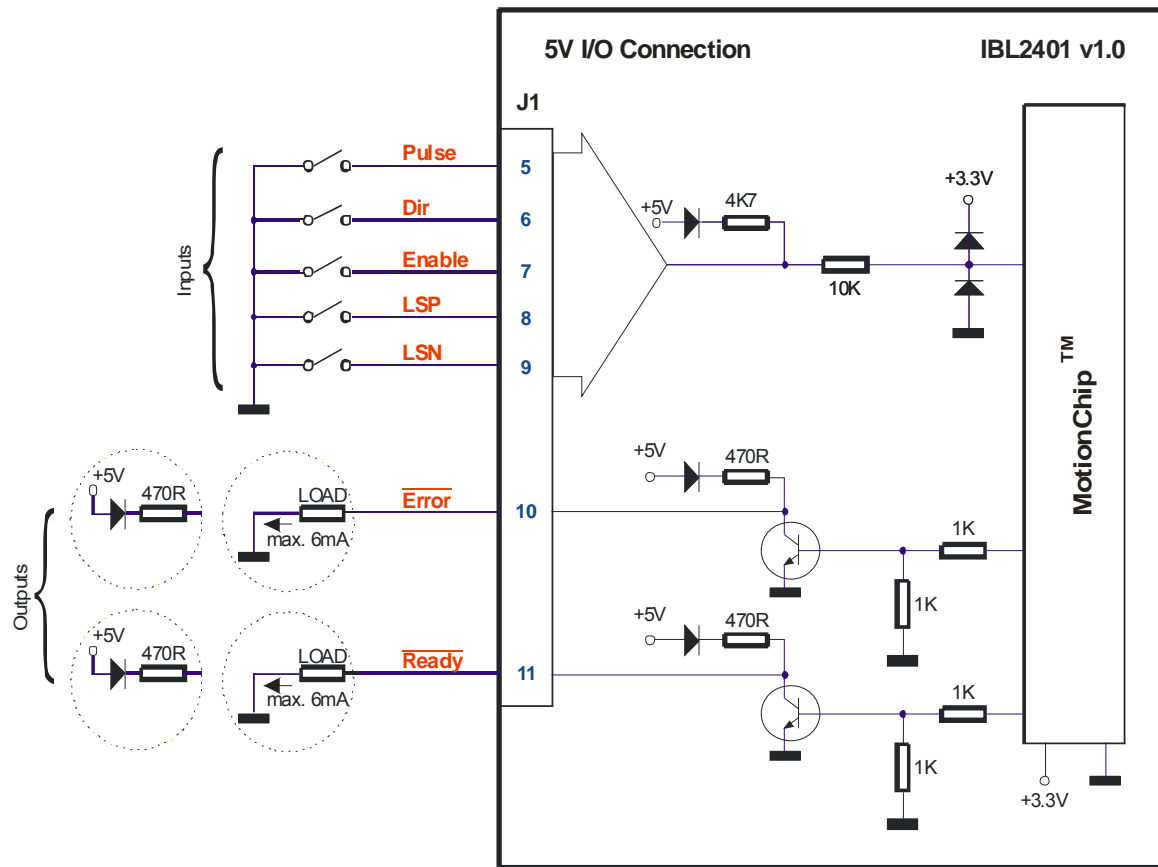 5V I/O Connection
IBL2401 v1.0
J1
Inputs
Pulse
5
Dir
6
Enable
7
LSP
8
LSN
9
+5V
4K7
10K
+3.3V
MotionChip™
Outputs
+5V
470R
LOAD
max. 6mA
Error
10
+5V
470R
1K
1K
+5V
470R
LOAD
max. 6mA
Ready
11
+5V
470R
1K
1K
+3.3V